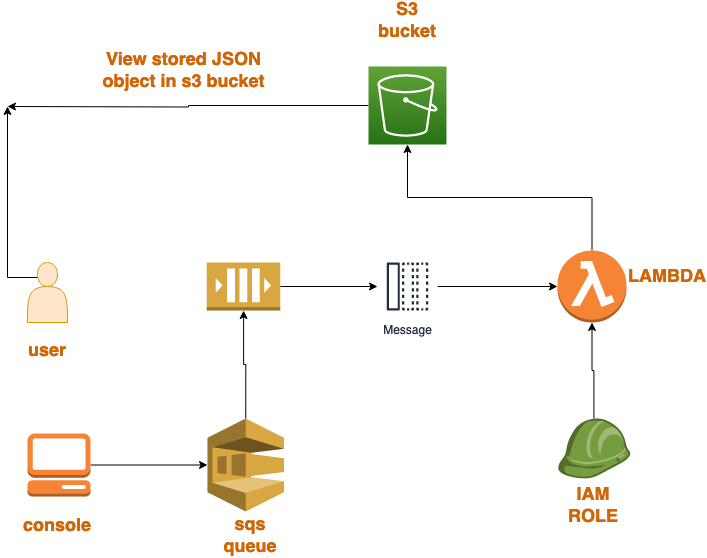 S3
bucket
View stored JSON
object in s3 bucket
LAMBDA
Message
user
IAM
ROLE
console
sqs
queue